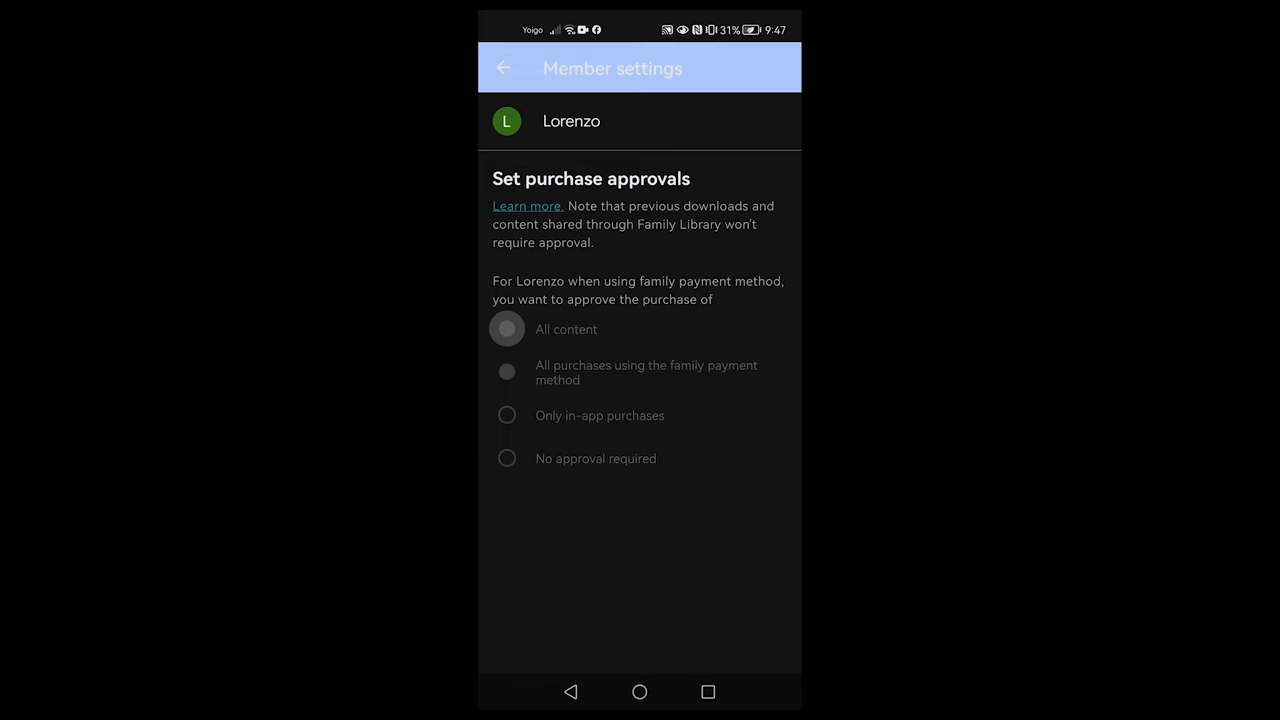 Yoigo 31% 9:47
Member settings
L Lorenzo
Set purchase approvals
Learn more. Note that previous downloads and
content shared through Family Library won't
require approval.
For Lorenzo when using family payment method,
you want to approve the purchase of
All content
All purchases using the family payment
method
Only in-app purchases
No approval required